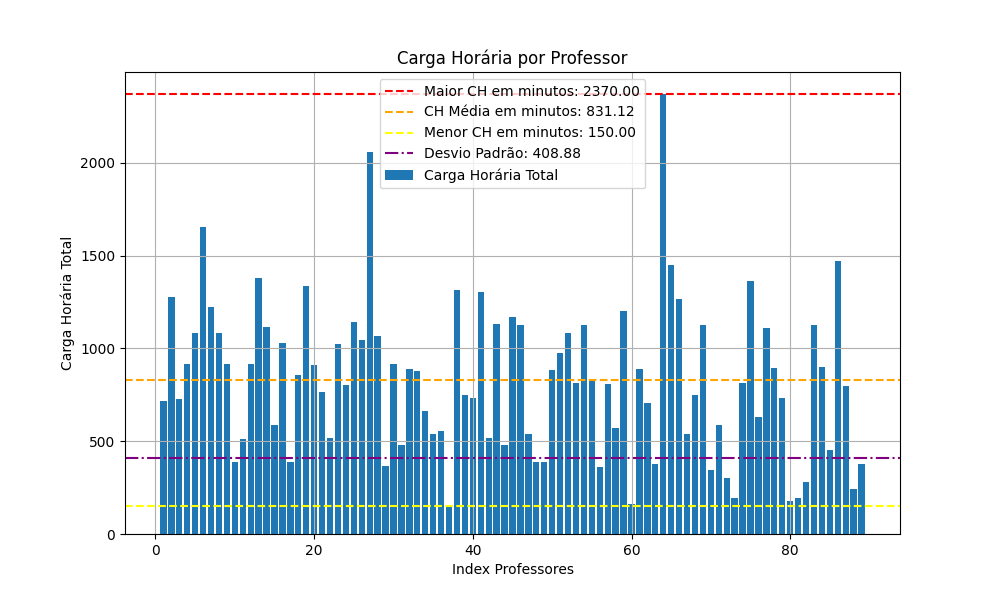 Carga Horária por Professor
Maior CH em minutos: 2370.00
CH Média em minutos: 831.12
Menor CH em minutos: 150.00
Desvio Padrão: 408.88
Carga Horária Total
Carga Horária Total
2000
1500
1000
500
0
0 20 40 60 80
Index Professores